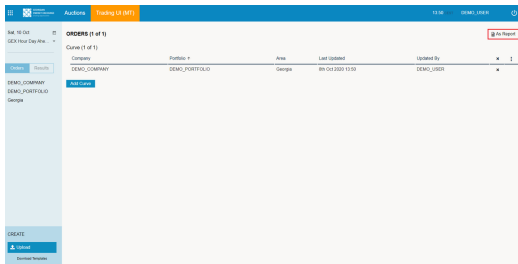 Auctions
Trading UI (MT)
13:50
DEMO_USER
Sat, 10 Oct
GEX Hour Day Ahe...
Orders
Results
DEMO_COMPANY
DEMO_PORTFOLIO
Georgia
ORDERS (1 of 1)
As Report
Curve (1 of 1)
Company Portfolio Area Last Updated Updated By
DEMO_COMPANY DEMO_PORTFOLIO Georgia 8th Oct 2020 13:50 DEMO_USER
Add Curve
CREATE
Upload
Download Templates